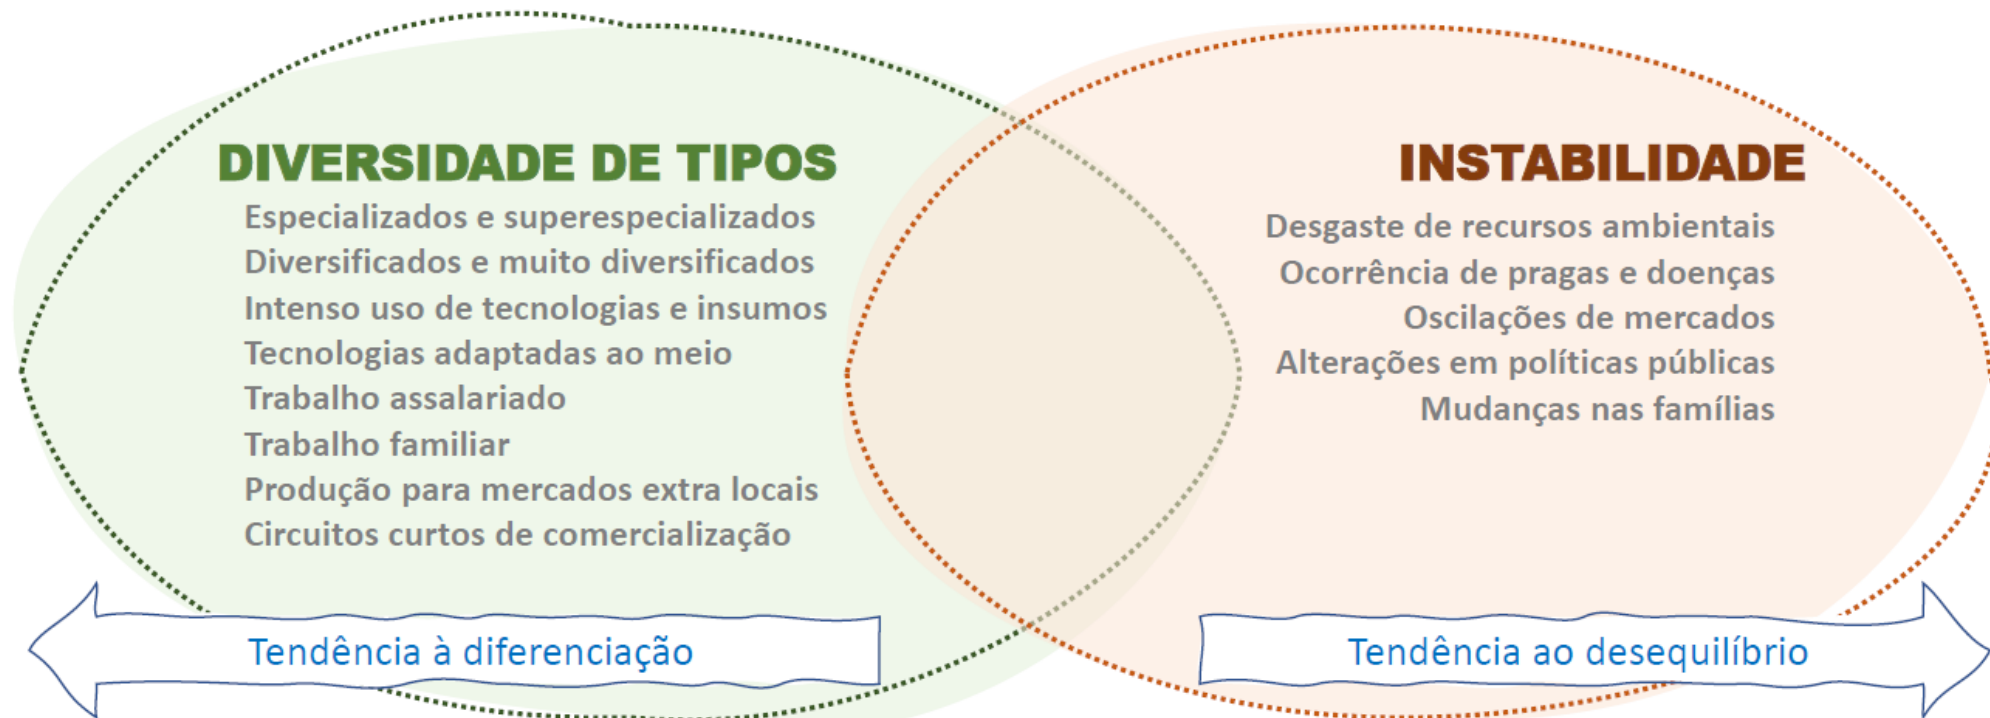 DIVERSIDADE DE TIPOS
Especializados e superespecializados
Diversificados e muito diversificados
Intenso uso de tecnologias e insumos
Tecnologias adaptadas ao meio
Trabalho assalariado
Trabalho familiar
Produção para mercados extra locais
Circuitos curtos de comercialização
Tendência à diferenciação
INSTABILIDADE
Desgaste de recursos ambientais
Ocorrência de pragas e doenças
Oscilações de mercados
Alterações em políticas públicas
Mudanças nas famílias
Tendência ao desequilíbrio